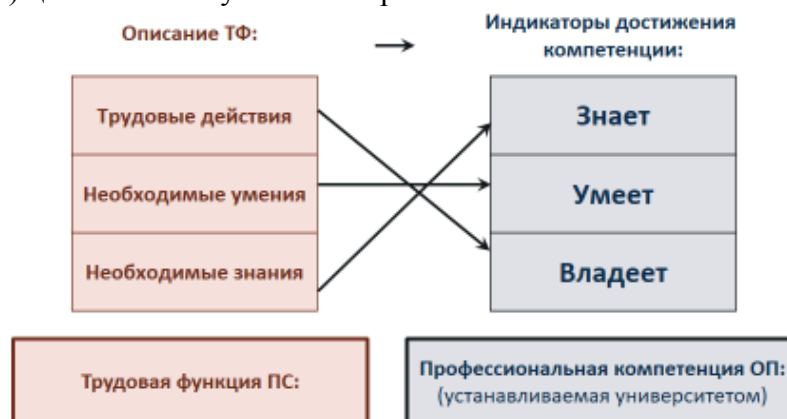 Описание ТФ:
Индикаторы достижения
компетенции:
Трудовые действия
Знает
Необходимые умения
Умеет
Необходимые знания
Владеет
Трудовая функция ПС:
Профессиональная компетенция ОП:
(устанавливаемая университетом)